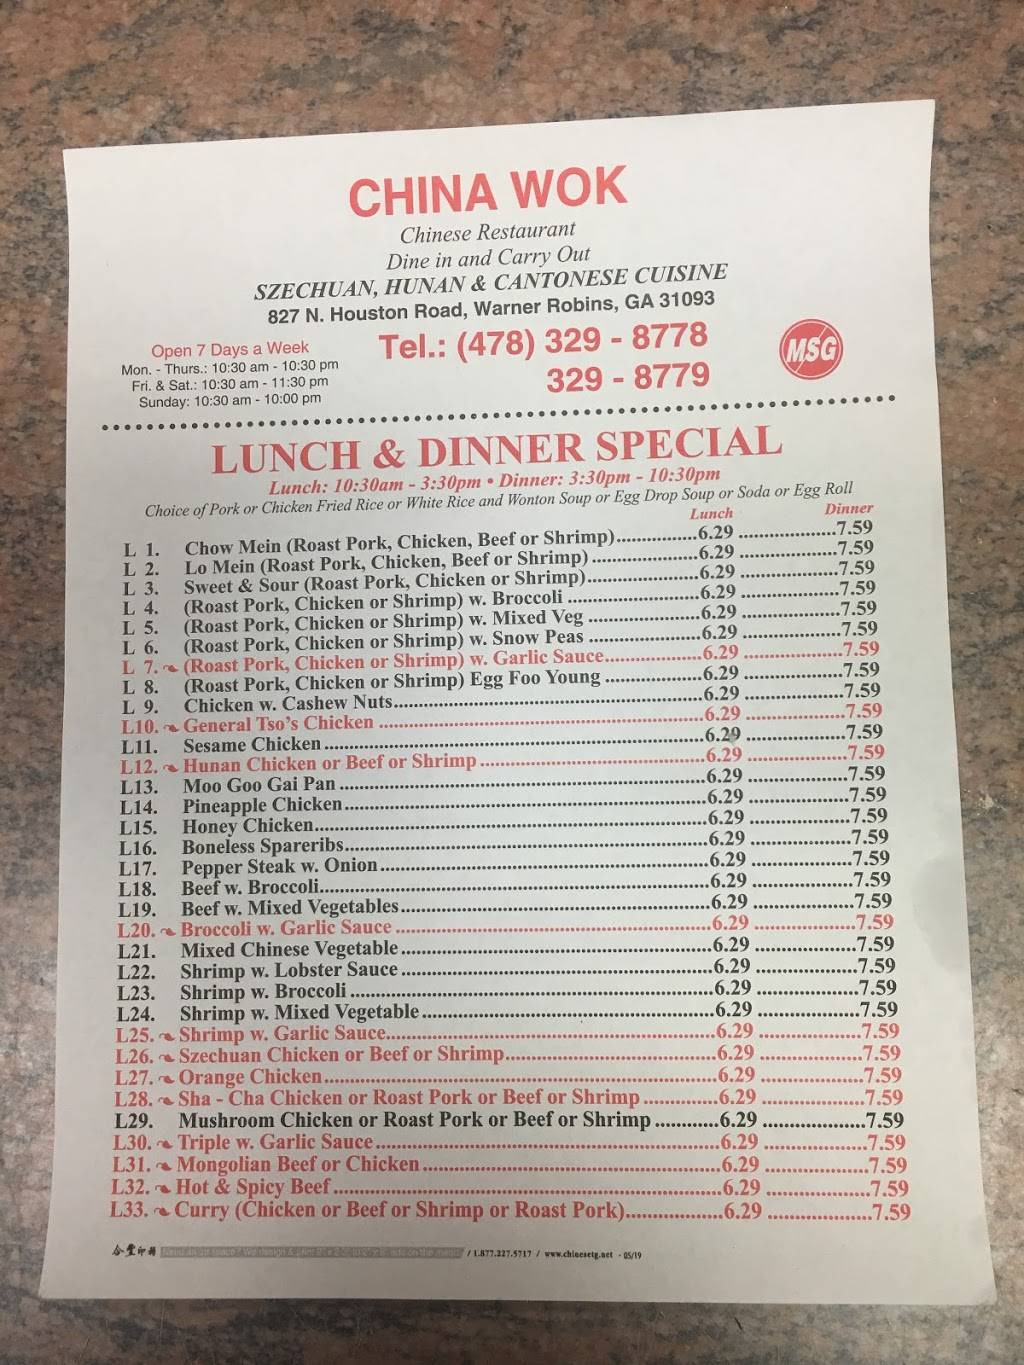 CHINA WOK
Chinese Restaurant
Dine in and Carry Out
SZECHUAN, HUNAN & CANTONESE CUISINE
827 N. Houston Road, Warner Robins, GA 31093
Open 7 Days a Week
Mon. - Thurs.: 10:30 am - 10:30 pm
Fri. & Sat.: 10:30 am - 11:30 pm
Sunday: 10:30 am - 10:00 pm
Tel.: (478) 329 - 8778
329 - 8779
MSG
LUNCH & DINNER SPECIAL
Lunch: 10:30am - 3:30pm • Dinner: 3:30pm - 10:30pm
Choice of Pork or Chicken Fried Rice or White Rice and Wonton Soup or Egg Drop Soup or Soda or Egg Roll
Lunch Dinner
L 1. Chow Mein (Roast Pork, Chicken, Beef or Shrimp) 6.29 7.59
L 2. Lo Mein (Roast Pork, Chicken, Beef or Shrimp) 6.29 7.59
L 3. Sweet & Sour (Roast Pork, Chicken or Shrimp) 6.29 7.59
L 4. (Roast Pork, Chicken or Shrimp) w. Broccoli 6.29 7.59
L 5. (Roast Pork, Chicken or Shrimp) w. Mixed Veg 6.29 7.59
L 6. (Roast Pork, Chicken or Shrimp) w. Snow Peas 6.29 7.59
L 7. (Roast Pork, Chicken or Shrimp) w. Garlic Sauce 6.29 7.59
L 8. (Roast Pork, Chicken or Shrimp) Egg Foo Young 6.29 7.59
L 9. Chicken w. Cashew Nuts 6.29 7.59
L10. General Tso's Chicken 6.29 7.59
L11. Sesame Chicken 6.29 7.59
L12. Hunan Chicken or Beef or Shrimp 6.29 7.59
L13. Moo Goo Gai Pan 6.29 7.59
L14. Pineapple Chicken 6.29 7.59
L15. Honey Chicken 6.29 7.59
L16. Boneless Spareribs 6.29 7.59
L17. Pepper Steak w. Onion 6.29 7.59
L18. Beef w. Broccoli 6.29 7.59
L19. Beef w. Mixed Vegetables 6.29 7.59
L20. Broccoli w. Garlic Sauce 6.29 7.59
L21. Mixed Chinese Vegetable 6.29 7.59
L22. Shrimp w. Lobster Sauce 6.29 7.59
L23. Shrimp w. Broccoli 6.29 7.59
L24. Shrimp w. Mixed Vegetable 6.29 7.59
L25. Shrimp w. Garlic Sauce 6.29 7.59
L26. Szechuan Chicken or Beef or Shrimp 6.29 7.59
L27. Orange Chicken 6.29 7.59
L28. Sha - Cha Chicken or Roast Pork or Beef or Shrimp 6.29 7.59
L29. Mushroom Chicken or Roast Pork or Beef or Shrimp 6.29 7.59
L30. Triple w. Garlic Sauce 6.29 7.59
L31. Mongolian Beef or Chicken 6.29 7.59
L32. Hot & Spicy Beef 6.29 7.59
L33. Curry (Chicken or Beef or Shrimp or Roast Pork) 6.29 7.59
/ 1.877.227.5717 / www.chinesetg.net - 05/19